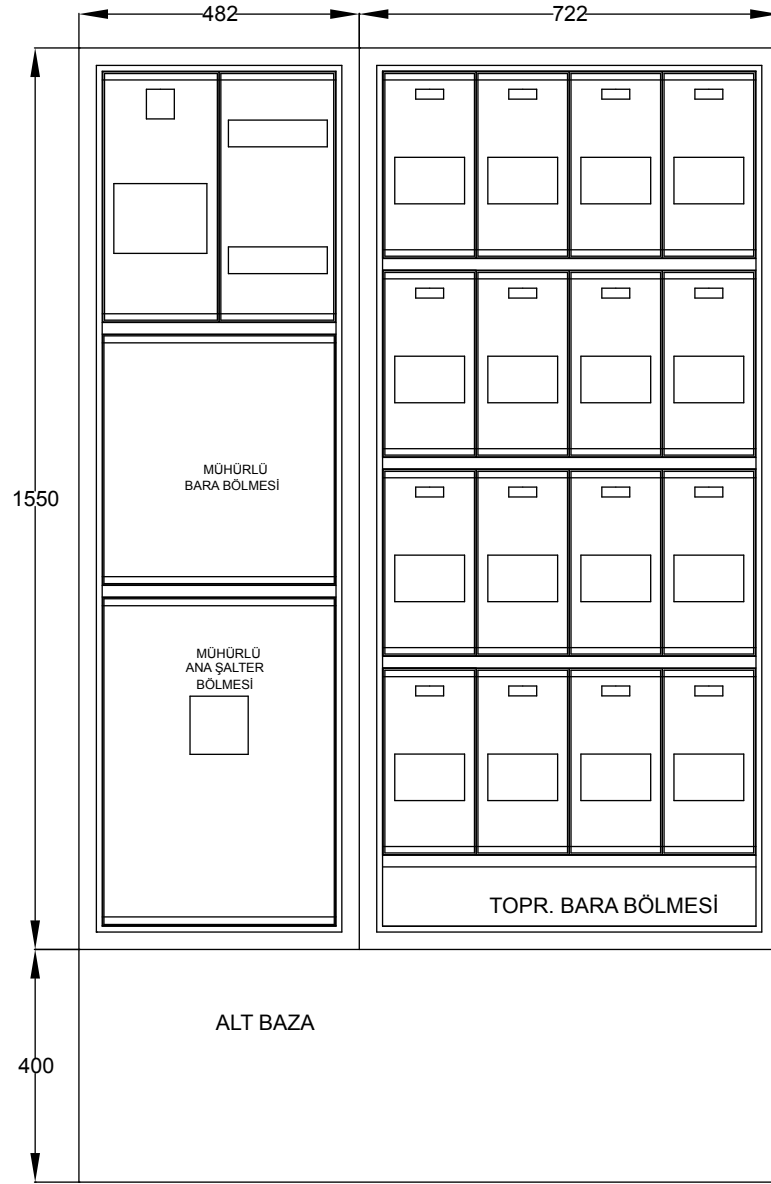 482
722
1550
MÜHÜRLÜ
BARA BÖLMESİ
MÜHÜRLÜ
ANA ŞALTER
BÖLMESİ
TOPR. BARA BÖLMESİ
ALT BAZA
400